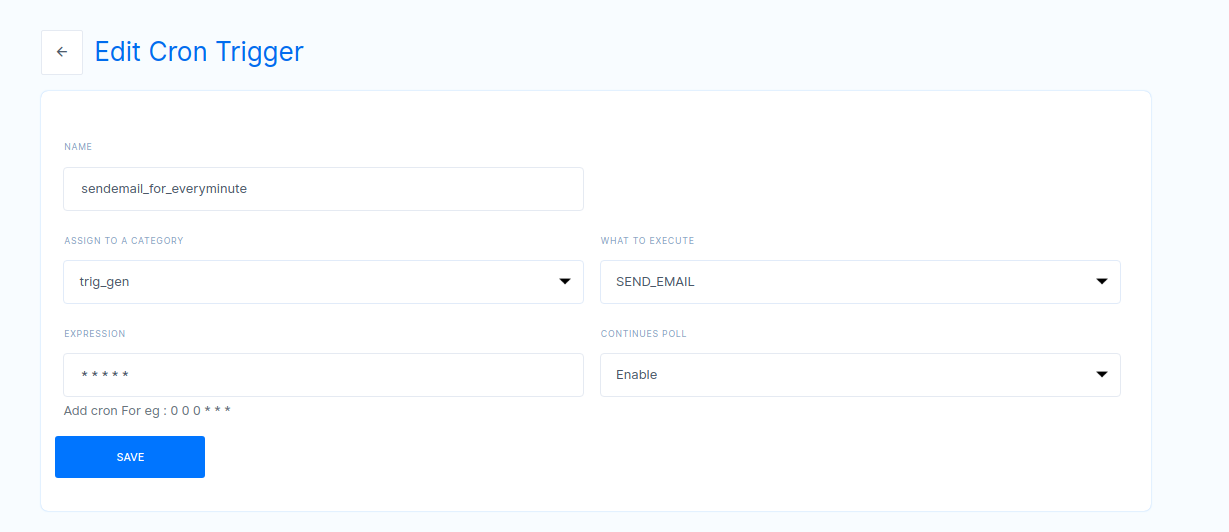 Edit Cron Trigger
NAME
sendemail_for_everyminute
ASSIGN TO A CATEGORY
WHAT TO EXECUTE
trig_gen
SEND_EMAIL
EXPRESSION
CONTINUES POLL
* * * * *
Enable
Add cron For eg : 0 0 0 * * *
SAVE